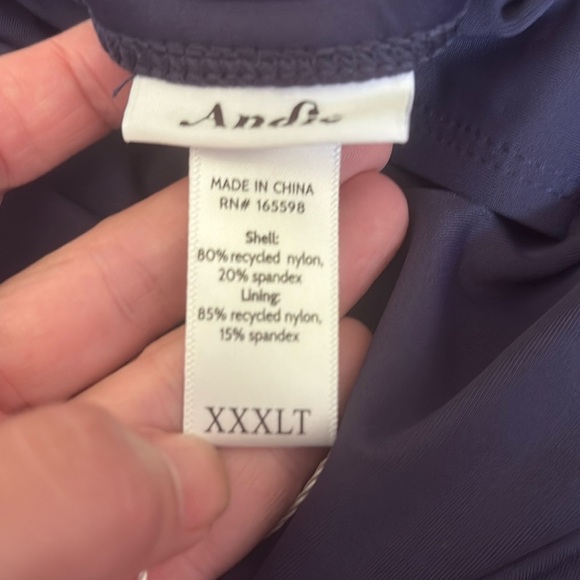 Andie
MADE IN CHINA
RN# 165598
Shell:
80% recycled nylon,
20% spandex
Lining:
85% recycled nylon,
15% spandex
XXXLT